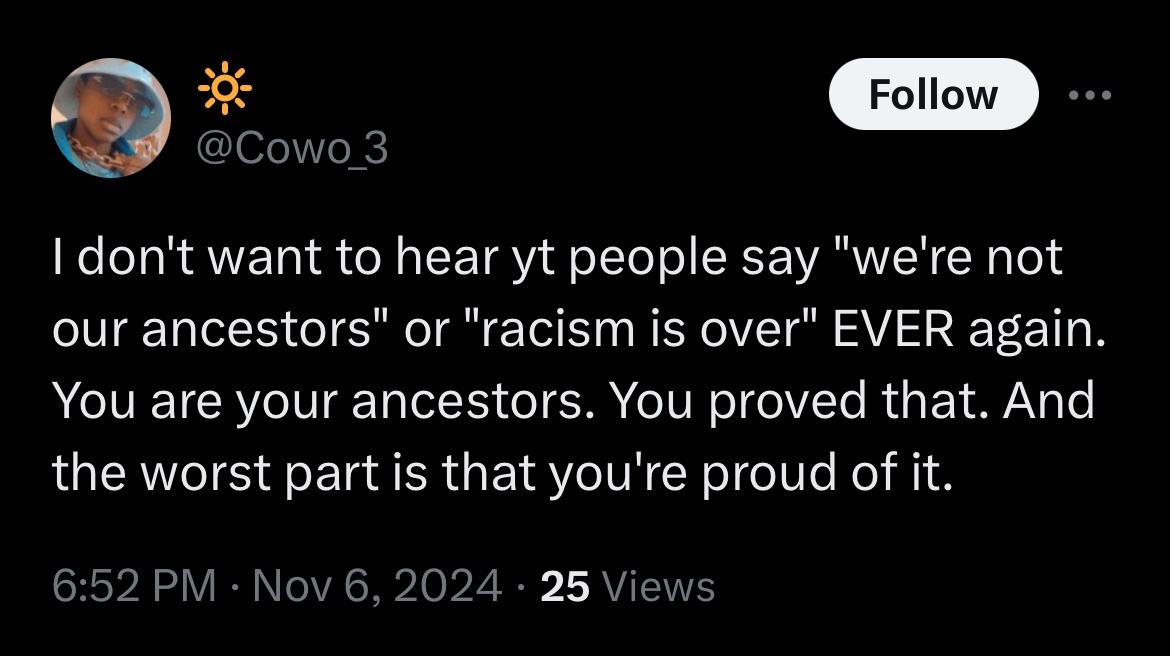 @Cowo_3
Follow
I don't want to hear yt people say "we're not
our ancestors" or "racism is over" EVER again.
You are your ancestors. You proved that. And
the worst part is that you're proud of it.
6:52 PM · Nov 6, 2024 · 25 Views